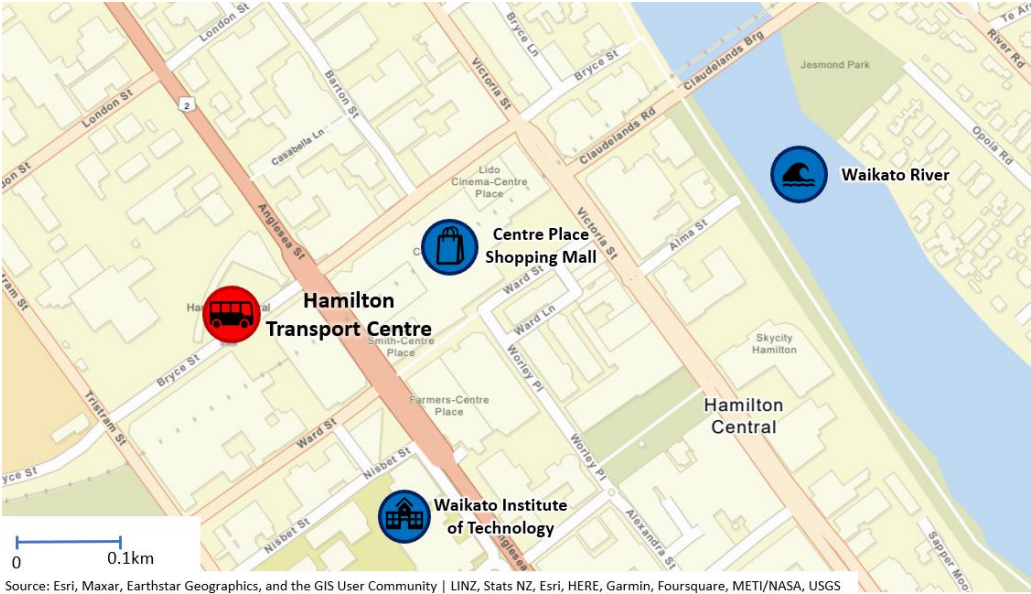 London St
Bryce Ln
Bryce St
Claudelands Brg
River Rd
Barton St
Victoria St
Jesmond Park
London St
2
Casabella Ln
Claudelands Rd
Opoia Rd
Lido
Cinema-Centre
Place
Waikato River
Anglesea St
Victoria St
Alma St
Centre Place
Shopping Mall
Ward St
Hamilton
Transport Centre
Ward Ln
Smith-Centre
Place
Skycity
Hamilton
Bryce St
Worley Pl
Tristram St
Farmers-Centre
Place
Hamilton
Central
Ward St
Nisbet St
Worley Pl
Waikato Institute
of Technology
Alexandra St
Nisbet St
0
0.1km
Source: Esri, Maxar, Earthstar Geographics, and the GIS User Community | LINZ, Stats NZ, Esri, HERE, Garmin, Foursquare, METI/NASA, USGS